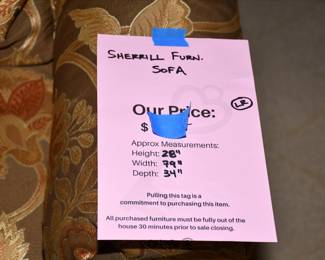 SHERRILL FURN.
SOFA
LR
Our Price:
$
Approx Measurements:
Height: 28"
Width: 79"
Depth: 34"
Pulling this tag is a
commitment to purchasing this item.
All purchased furniture must be fully out of the
house 30 minutes prior to sale closing.